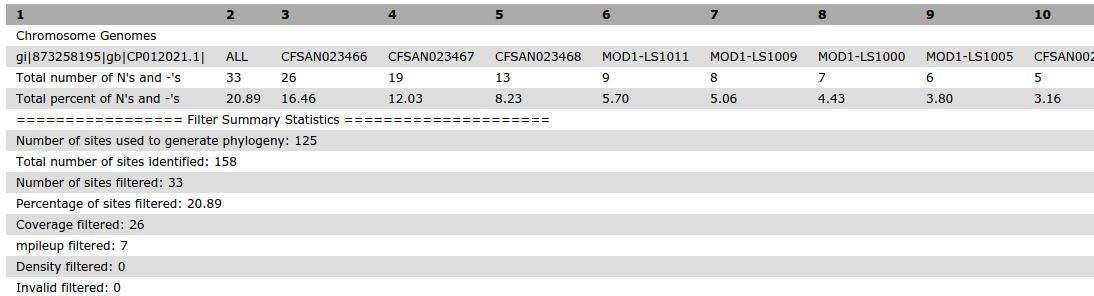 1 2 3 4 5 6 7 8 9 10
Chromosome Genomes
gi|873258195|gb|CP012021.1| ALL CFSAN023466 CFSAN023467 CFSAN023468 MOD1-LS1011 MOD1-LS1009 MOD1-LS1000 MOD1-LS1005 CFSAN002
Total number of N's and -'s 33 26 19 13 9 8 7 6 5
Total percent of N's and -'s 20.89 16.46 12.03 8.23 5.70 5.06 4.43 3.80 3.16
================= Filter Summary Statistics =====================
Number of sites used to generate phylogeny: 125
Total number of sites identified: 158
Number of sites filtered: 33
Percentage of sites filtered: 20.89
Coverage filtered: 26
mpileup filtered: 7
Density filtered: 0
Invalid filtered: 0